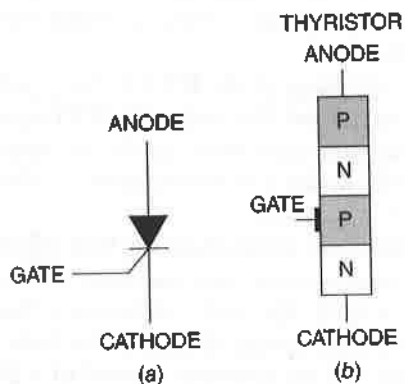 ANODE
GATE
CATHODE
(a)
THYRISTOR
ANODE
P
N
GATE
P
N
CATHODE
(b)